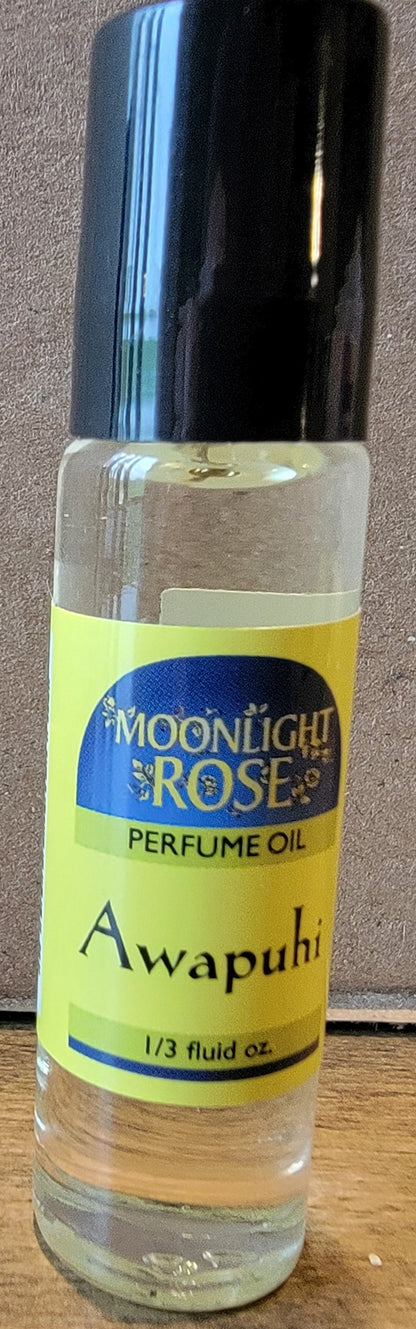 MOONLIGHT
ROSE
PERFUME OIL
Awapuhi
1/3 fluid oz.